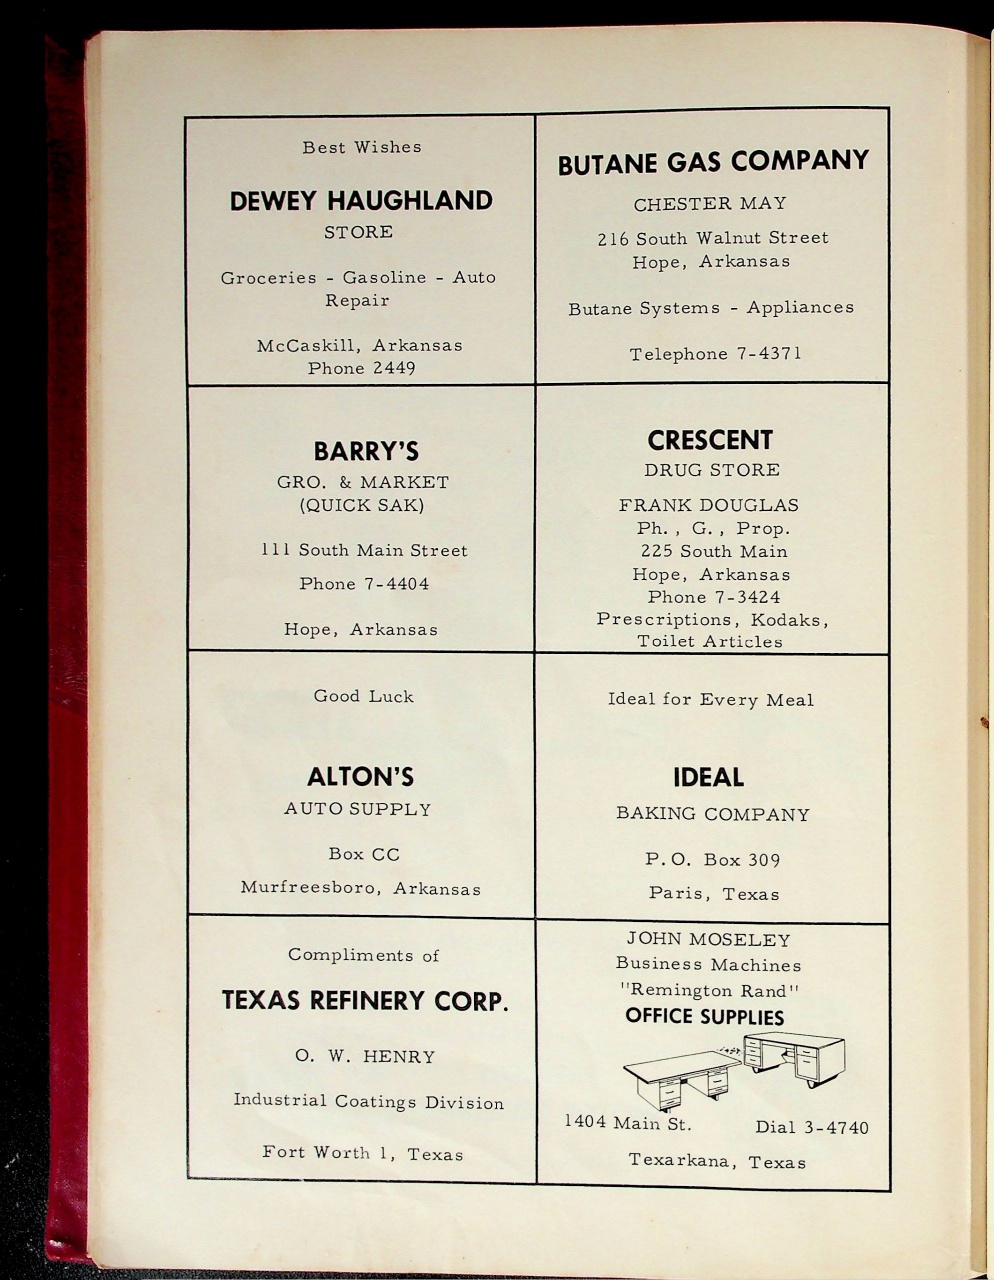 Best Wishes
DEWEY HAUGHLAND
STORE
Groceries - Gasoline - Auto
Repair
McCaskill, Arkansas
Phone 2449
BUTANE GAS COMPANY
CHESTER MAY
216 South Walnut Street
Hope, Arkansas
Butane Systems - Appliances
Telephone 7-4371
BARRY'S
GRO. & MARKET
(QUICK SAK)
111 South Main Street
Phone 7-4404
Hope, Arkansas
CRESCENT
DRUG STORE
FRANK DOUGLAS
Ph. , G. , Prop.
225 South Main
Hope, Arkansas
Phone 7-3424
Prescriptions, Kodaks,
Toilet Articles
Good Luck
ALTON'S
AUTO SUPPLY
Box CC
Murfreesboro, Arkansas
Ideal for Every Meal
IDEAL
BAKING COMPANY
P.O. Box 309
Paris, Texas
Compliments of
TEXAS REFINERY CORP.
O. W. HENRY
Industrial Coatings Division
Fort Worth 1, Texas
JOHN MOSELEY
Business Machines
"Remington Rand"
OFFICE SUPPLIES
1404 Main St. Dial 3-4740
Texarkana, Texas